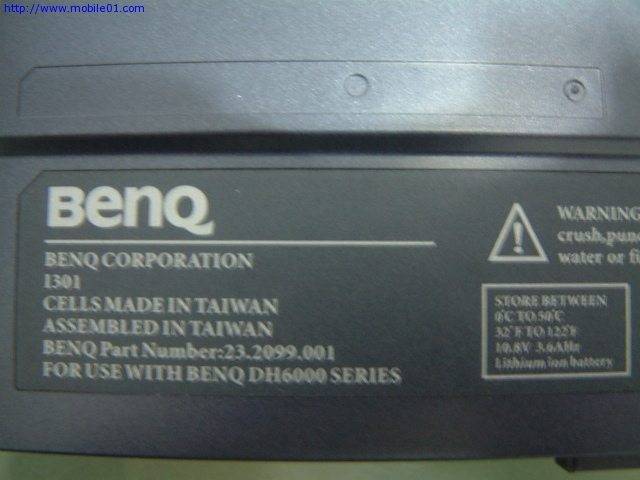 http://www.mobile01.com
BenQ
BENQ CORPORATION
1301
CELLS MADE IN TAIWAN
ASSEMBLED IN TAIWAN
BENQ Part Number:23.2099.001
FOR USE WITH BENQ DH6000 SERIES
WARNING
crush,pun
water or fi
STORE BETWEEN
0°C TO 50°C
32°F TO 122°F
10.8V 3.6AHr
Lithium ion battery